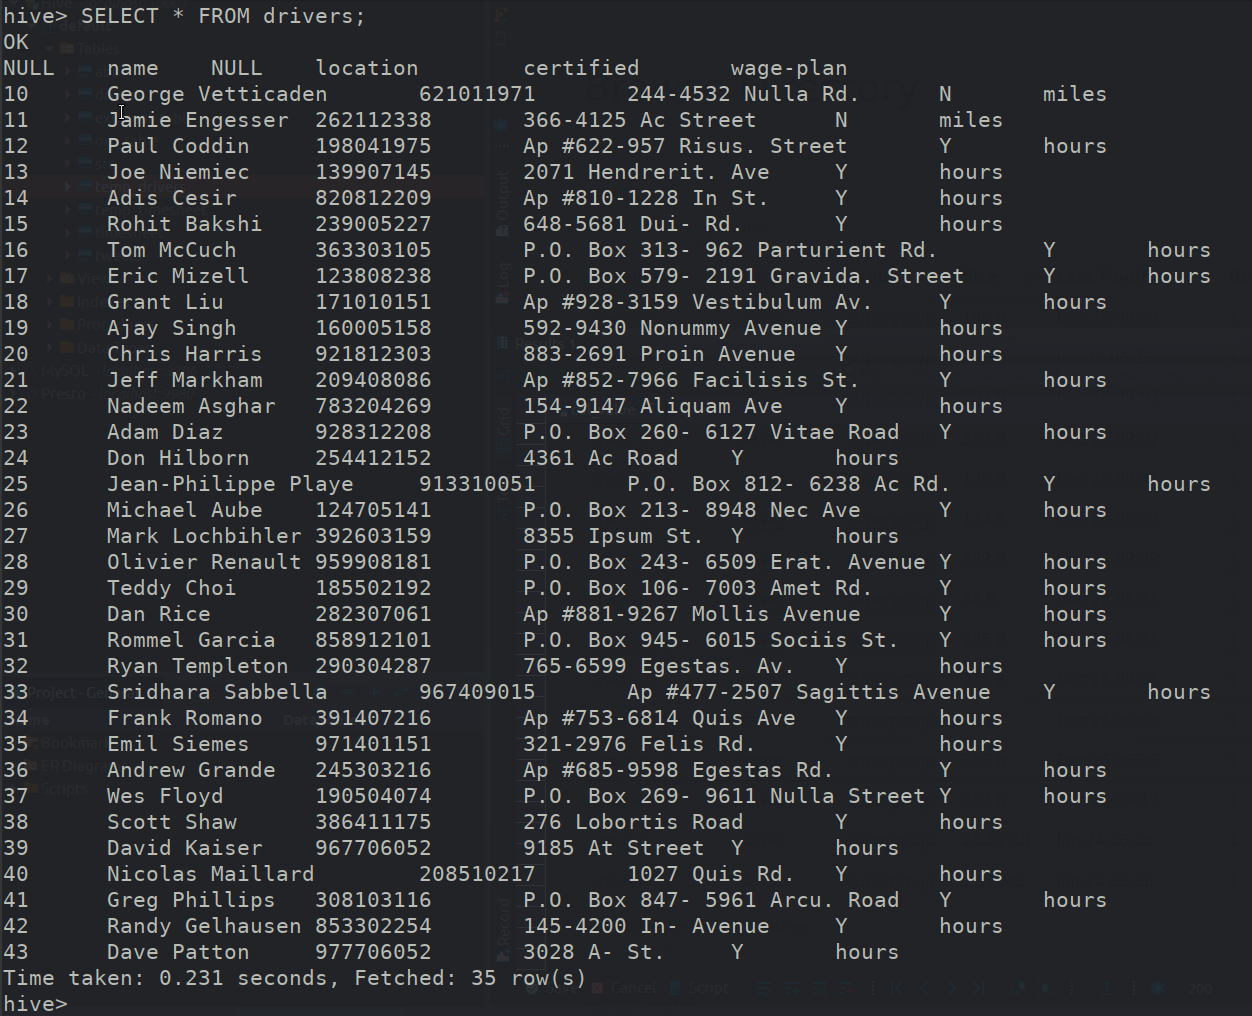 hive> SELECT * FROM drivers;
OK
NULL	name	NULL	location	certified	wage-plan
10	George Vetticaden	621011971	244-4532 Nulla Rd.	N	miles
11	Jamie Engesser	262112338	366-4125 Ac Street	N	miles
12	Paul Coddin	198041975	Ap #622-957 Risus. Street	Y	hours
13	Joe Niemiec	139907145	2071 Hendrerit. Ave	Y	hours
14	Adis Cesir	820812209	Ap #810-1228 In St.	Y	hours
15	Rohit Bakshi	239005227	648-5681 Dui- Rd.	Y	hours
16	Tom McCuch	363303105	P.O. Box 313- 962 Parturient Rd.	Y	hours
17	Eric Mizell	123808238	P.O. Box 579- 2191 Gravida. Street	Y	hours
18	Grant Liu	171010151	Ap #928-3159 Vestibulum Av.	Y	hours
19	Ajay Singh	160005158	592-9430 Nonummy Avenue	Y	hours
20	Chris Harris	921812303	883-2691 Proin Avenue	Y	hours
21	Jeff Markham	209408086	Ap #852-7966 Facilisis St.	Y	hours
22	Nadeem Asghar	783204269	154-9147 Aliquam Ave	Y	hours
23	Adam Diaz	928312208	P.O. Box 260- 6127 Vitae Road	Y	hours
24	Don Hilborn	254412152	4361 Ac Road	Y	hours
25	Jean-Philippe Playe	913310051	P.O. Box 812- 6238 Ac Rd.	Y	hours
26	Michael Aube	124705141	P.O. Box 213- 8948 Nec Ave	Y	hours
27	Mark Lochbihler	392603159	8355 Ipsum St.	Y	hours
28	Olivier Renault	959908181	P.O. Box 243- 6509 Erat. Avenue	Y	hours
29	Teddy Choi	185502192	P.O. Box 106- 7003 Amet Rd.	Y	hours
30	Dan Rice	282307061	Ap #881-9267 Mollis Avenue	Y	hours
31	Rommel Garcia	858912101	P.O. Box 945- 6015 Sociis St.	Y	hours
32	Ryan Templeton	290304287	765-6599 Egestas. Av.	Y	hours
33	Sridhara Sabbella	967409015	Ap #477-2507 Sagittis Avenue	Y	hours
34	Frank Romano	391407216	Ap #753-6814 Quis Ave	Y	hours
35	Emil Siemes	971401151	321-2976 Felis Rd.	Y	hours
36	Andrew Grande	245303216	Ap #685-9598 Egestas Rd.	Y	hours
37	Wes Floyd	190504074	P.O. Box 269- 9611 Nulla Street	Y	hours
38	Scott Shaw	386411175	276 Lobortis Road	Y	hours
39	David Kaiser	967706052	9185 At Street	Y	hours
40	Nicolas Maillard	208510217	1027 Quis Rd.	Y	hours
41	Greg Phillips	308103116	P.O. Box 847- 5961 Arcu. Road	Y	hours
42	Randy Gelhausen	853302254	145-4200 In- Avenue	Y	hours
43	Dave Patton	977706052	3028 A- St.	Y	hours
Time taken: 0.231 seconds, Fetched: 35 row(s)
hive>